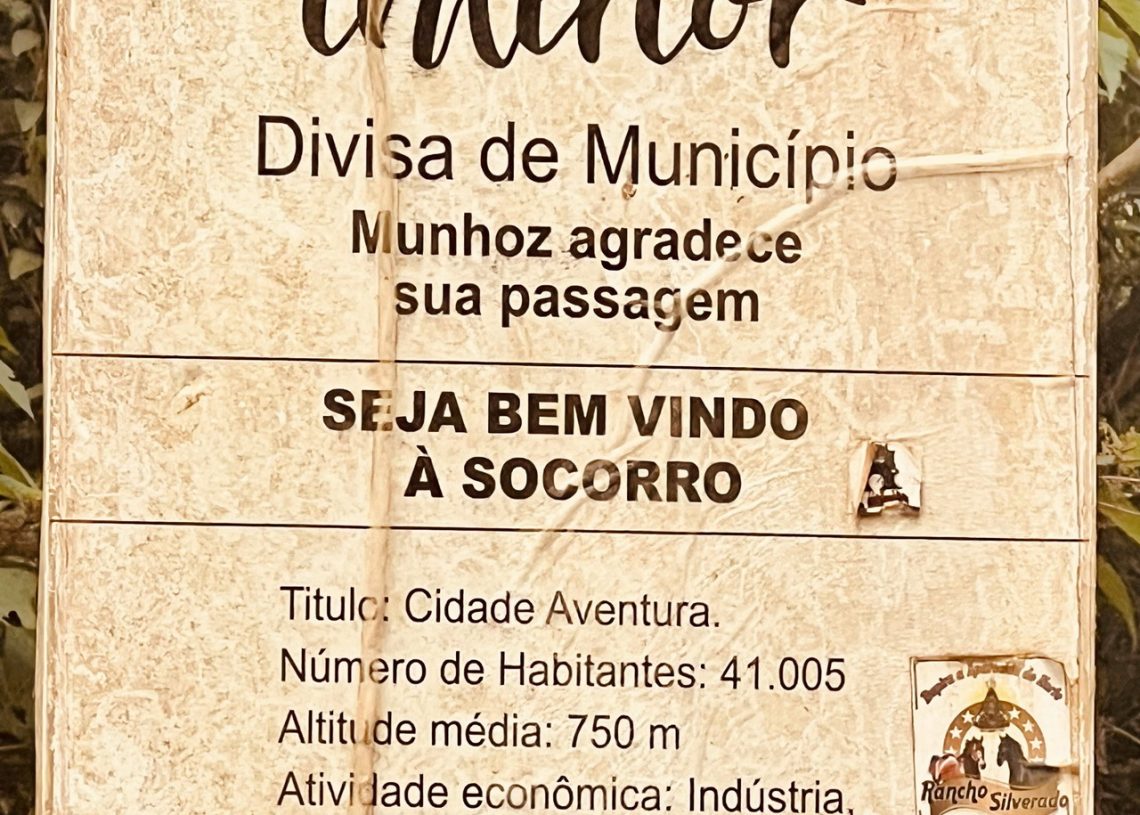 Divisa de Município
Munhoz agradece
sua passagem
SEJA BEM VINDO
À SOCORRO
Titulo: Cidade Aventura.
Número de Habitantes: 41.005
Altitude média: 750 m
Atividade econômica: Indústria,
Rancho Silverado